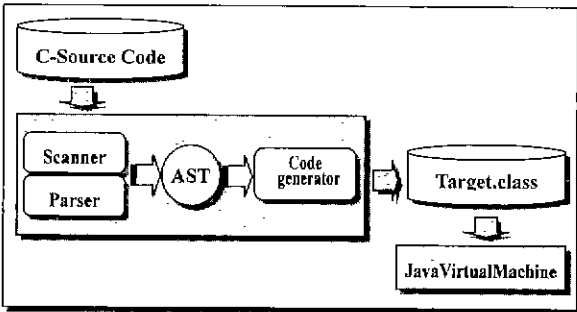 C-Source Code
Scanner
Parser
AST
Code
generator
Target.class
JavaVirtualMachine